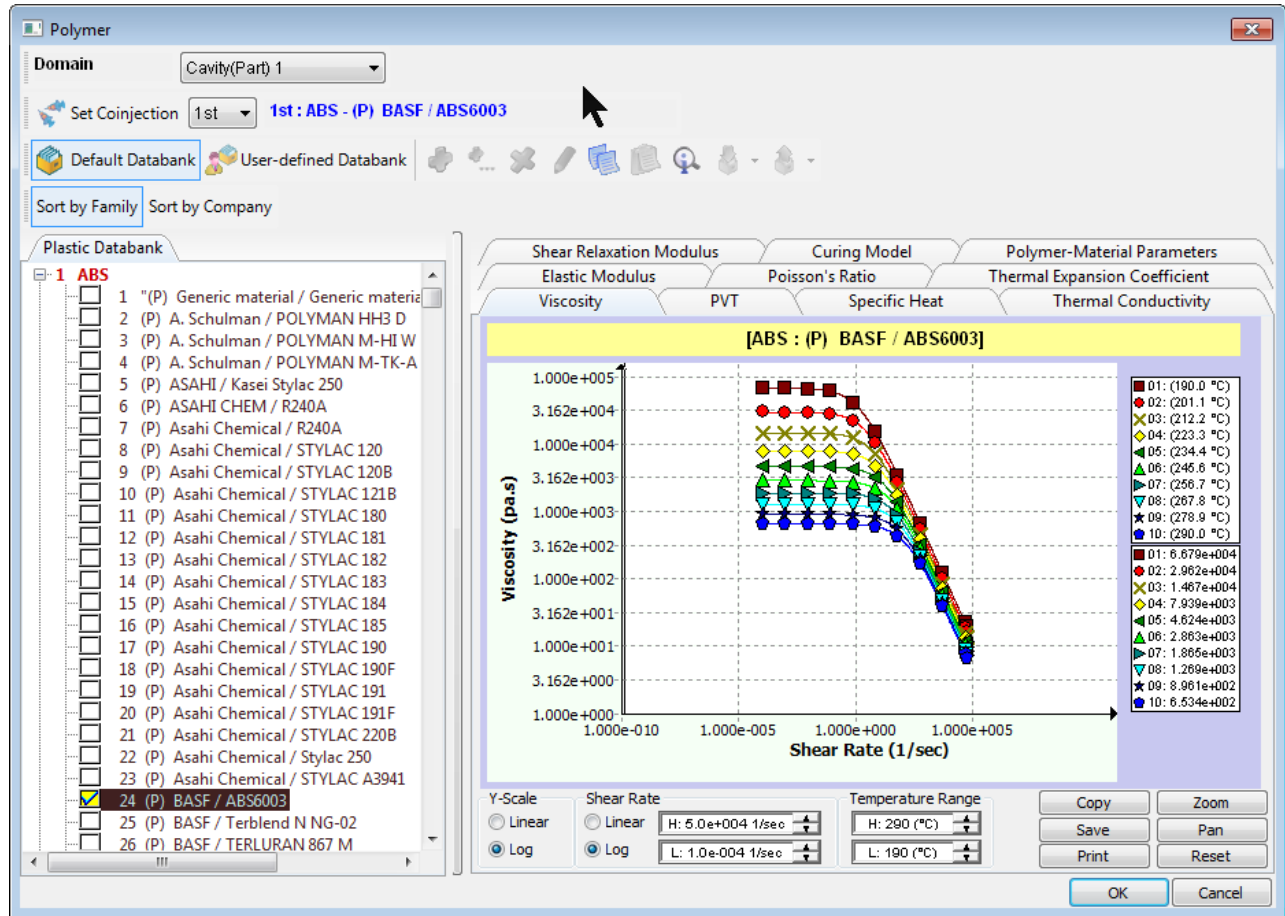 Polymer
Domain
Cavity(Part) 1
Set Coinjection 1st 1st : ABS - (P) BASF / ABS6003
Default Databank User-defined Databank
Sort by Family Sort by Company
Plastic Databank
1 ABS
1 "(P) Generic material / Generic materia
2 (P) A. Schulman / POLYMAN HH3 D
3 (P) A. Schulman / POLYMAN M-HI W
4 (P) A. Schulman / POLYMAN M-TK-A
5 (P) ASAHI / Kasei Stylac 250
6 (P) ASAHI CHEM / R240A
7 (P) Asahi Chemical / R240A
8 (P) Asahi Chemical / STYLAC 120
9 (P) Asahi Chemical / STYLAC 120B
10 (P) Asahi Chemical / STYLAC 121B
11 (P) Asahi Chemical / STYLAC 180
12 (P) Asahi Chemical / STYLAC 181
13 (P) Asahi Chemical / STYLAC 182
14 (P) Asahi Chemical / STYLAC 183
15 (P) Asahi Chemical / STYLAC 184
16 (P) Asahi Chemical / STYLAC 185
17 (P) Asahi Chemical / STYLAC 190
18 (P) Asahi Chemical / STYLAC 190F
19 (P) Asahi Chemical / STYLAC 191
20 (P) Asahi Chemical / STYLAC 191F
21 (P) Asahi Chemical / STYLAC 220B
22 (P) Asahi Chemical / Stylac 250
23 (P) Asahi Chemical / STYLAC A3941
24 (P) BASF / ABS6003
25 (P) BASF / Terblend N NG-02
26 (P) BASF / TERLURAN 867 M
Shear Relaxation Modulus Curing Model Polymer-Material Parameters
Elastic Modulus Poisson's Ratio Thermal Expansion Coefficient
Viscosity PVT Specific Heat Thermal Conductivity
[ABS : (P) BASF / ABS6003]
Viscosity (pa.s)
1.000e+005
3.162e+004
1.000e+004
3.162e+003
1.000e+003
3.162e+002
1.000e+002
3.162e+001
1.000e+001
3.162e+000
1.000e+000
1.000e-010 1.000e-005 1.000e+000 1.000e+005
Shear Rate (1/sec)
01: (190.0 °C)
02: (201.1 °C)
03: (212.2 °C)
04: (223.3 °C)
05: (234.4 °C)
06: (245.6 °C)
07: (256.7 °C)
08: (267.8 °C)
09: (278.9 °C)
10: (290.0 °C)
01: 6.679e+004
02: 2.962e+004
03: 1.467e+004
04: 7.939e+003
05: 4.624e+003
06: 2.863e+003
07: 1.865e+003
08: 1.269e+003
09: 8.961e+002
10: 6.534e+002
Y-Scale
Linear
Log
Shear Rate
Linear H: 5.0e+004 1/sec
Log L: 1.0e-004 1/sec
Temperature Range
H: 290 (°C)
L: 190 (°C)
Copy Zoom
Save Pan
Print Reset
OK Cancel